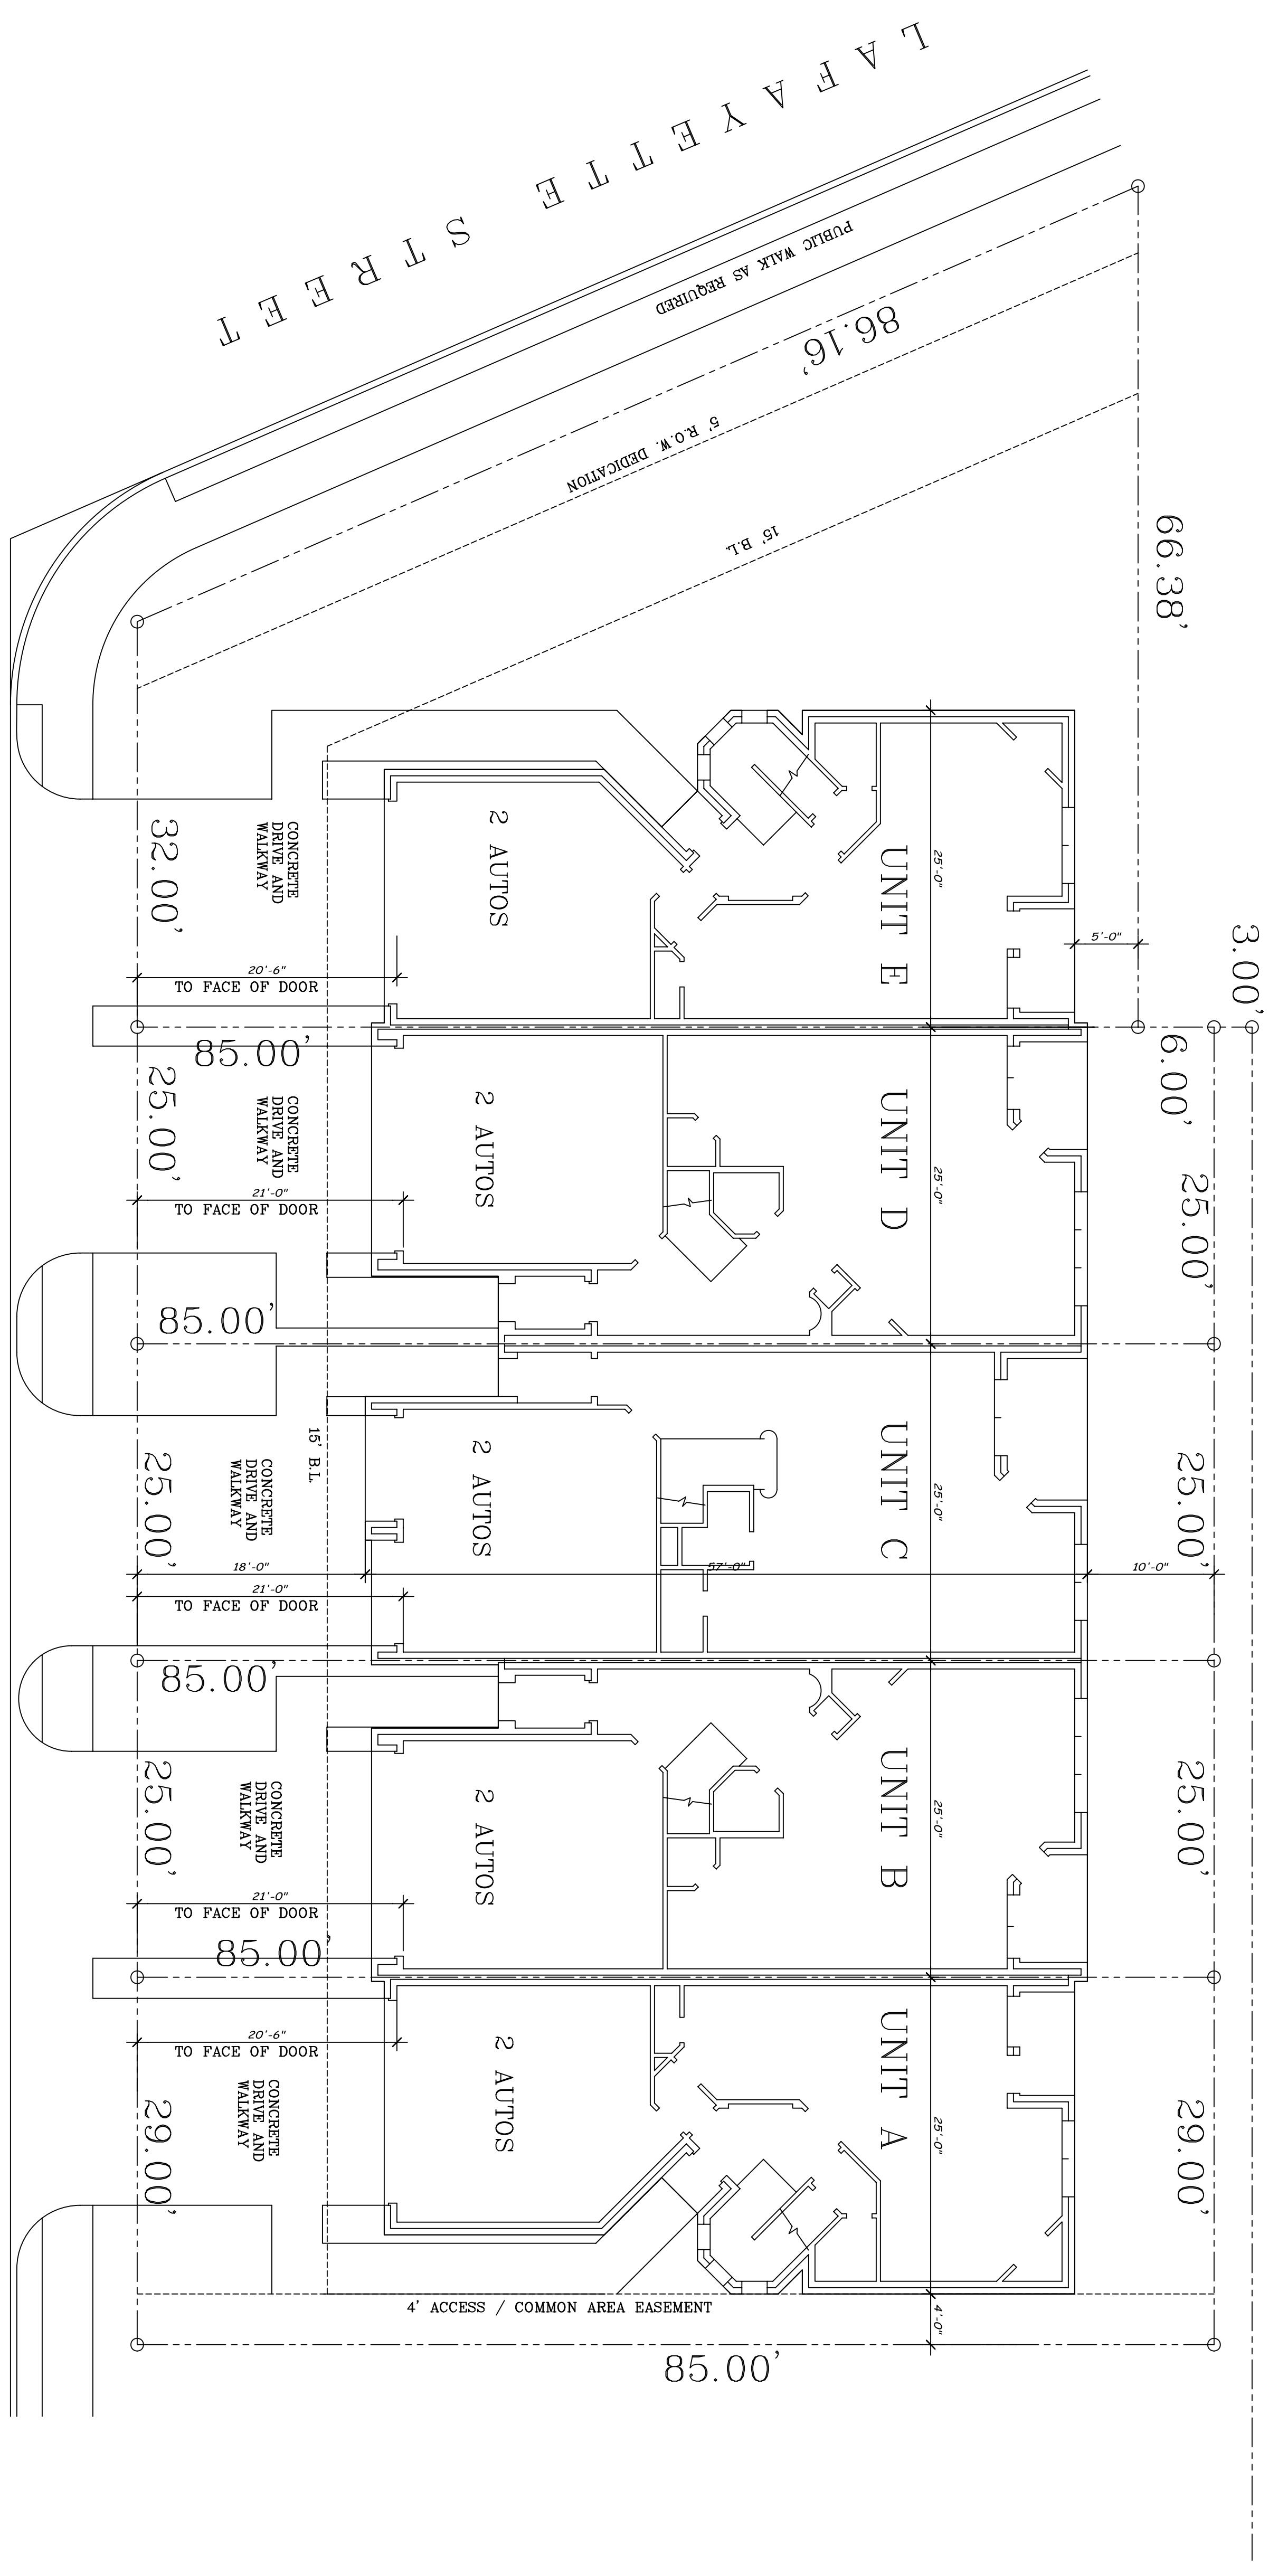 LAFAYETTE STREET
PUBLIC WALK AS REQUIRED
86.16'
5' R.O.W. DEDICATION
15' B.L.
66.38'
UNIT E
25'-0"
2 AUTOS
CONCRETE
DRIVE AND
WALKWAY
32.00'
20'-6"
TO FACE OF DOOR
5'-0"
3.00'
6.00'
85.00'
25.00'
CONCRETE
DRIVE AND
WALKWAY
2 AUTOS
UNIT D
25'-0"
25.00'
21'-0"
TO FACE OF DOOR
85.00'
15' B.L.
25.00'
CONCRETE
DRIVE AND
WALKWAY
2 AUTOS
UNIT C
25'-0"
25.00'
18'-0"
57'-0"
10'-0"
21'-0"
TO FACE OF DOOR
85.00'
25.00'
CONCRETE
DRIVE AND
WALKWAY
2 AUTOS
UNIT B
25'-0"
25.00'
21'-0"
TO FACE OF DOOR
85.00'
20'-6"
TO FACE OF DOOR
29.00'
CONCRETE
DRIVE AND
WALKWAY
2 AUTOS
UNIT A
25'-0"
29.00'
4' ACCESS / COMMON AREA EASEMENT
4'-0"
85.00'